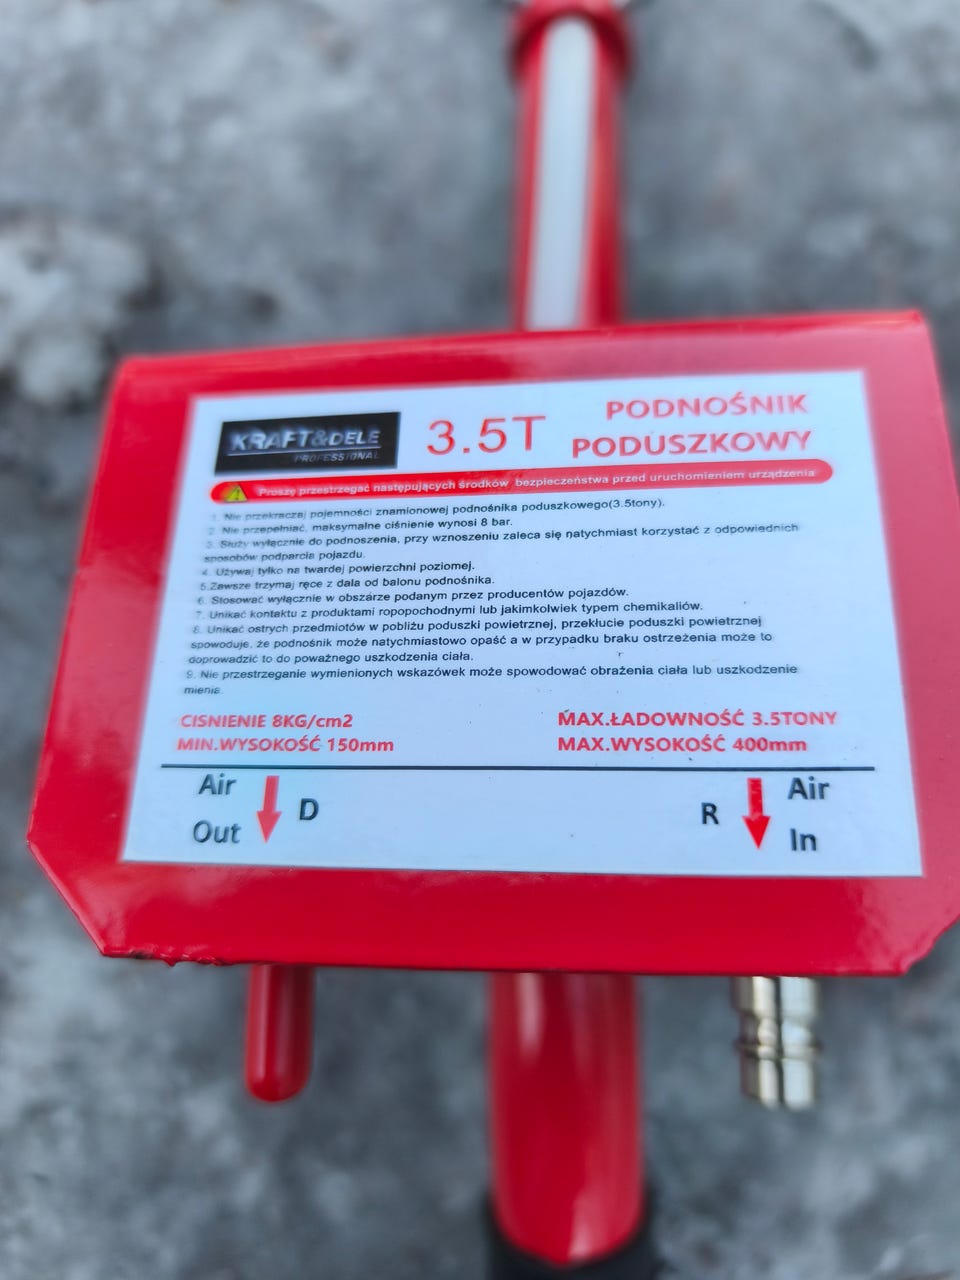 KRAFT&DELE
PROFESSIONAL
3.5T
PODNOŚNIK
PODUSZKOWY
Proszę przestrzegać następujących środków bezpieczeństwa przed uruchomieniem urządzenia
1. Nie przekraczaj pojemności znamionowej podnośnika poduszkowego(3.5tony).
2. Nie przepełniać, maksymalne ciśnienie wynosi 8 bar.
3. Służy wyłącznie do podnoszenia, przy wznoszeniu zaleca się natychmiast korzystać z odpowiednich
sposobów podparcia pojazdu.
4. Używaj tylko na twardej powierzchni poziomej.
5.Zawsze trzymaj ręce z dala od balonu podnośnika.
6. Stosować wyłącznie w obszarze podanym przez producentów pojazdów.
7. Unikać kontaktu z produktami ropopochodnymi lub jakimkolwiek typem chemikaliów.
8. Unikać ostrych przedmiotów w pobliżu poduszki powietrznej, przekłucie poduszki powietrznej
spowoduje, że podnośnik może natychmiastowo opaść a w przypadku braku ostrzeżenia może to
doprowadzić to do poważnego uszkodzenia ciała.
9. Nie przestrzeganie wymienionych wskazówek może spowodować obrażenia ciała lub uszkodzenie
mienia.
CISNIENIE 8KG/cm2
MAX.ŁADOWNOŚĆ 3.5TONY
MIN.WYSOKOŚĆ 150mm
MAX.WYSOKOŚĆ 400mm
Air
Out
D
R
Air
In